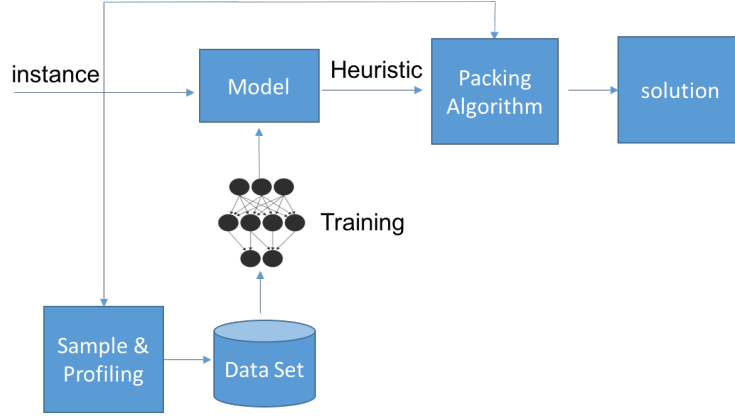 instance
Model
Heuristic
Packing
Algorithm
solution
Training
Sample &
Profiling
Data Set